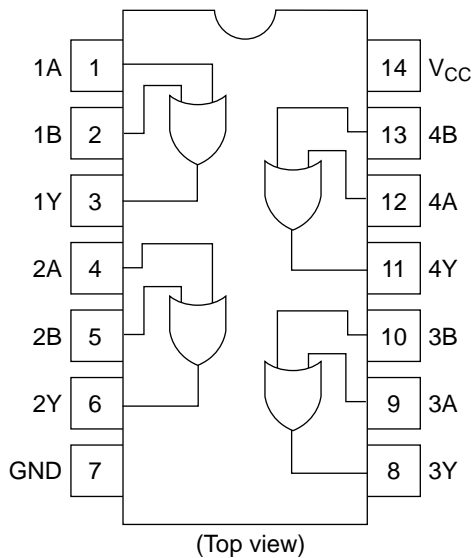 1A 1 14 VCC
1B 2 13 4B
1Y 3 12 4A
2A 4 11 4Y
2B 5 10 3B
2Y 6 9 3A
GND 7 8 3Y
(Top view)